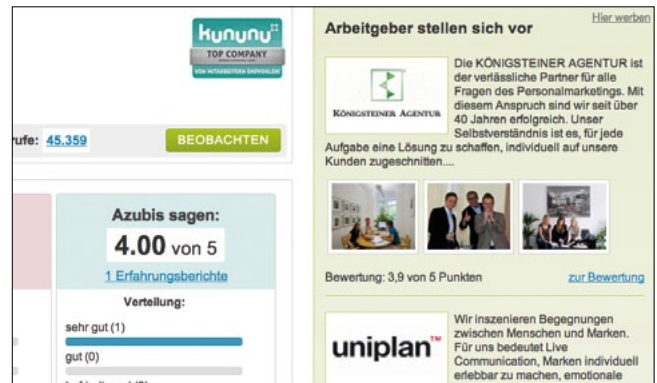 kununu
TOP COMPANY
VON MITARBEITERN EMPFOHLEN
rufe: 45.359
BEOBACHTEN
Azubis sagen:
4.00 von 5
1 Erfahrungsberichte
Verteilung:
sehr gut (1)
gut (0)
Hier werben
Arbeitgeber stellen sich vor
KÖNIGSTEINER AGENTUR
Die KÖNIGSTEINER AGENTUR ist
der verlässliche Partner für alle
Fragen des Personalmarketings. Mit
diesem Anspruch sind wir seit über
40 Jahren erfolgreich. Unser
Selbstverständnis ist es, für jede
Aufgabe eine Lösung zu schaffen, individuell auf unsere
Kunden zugeschnitten....
Bewertung: 3,9 von 5 Punkten
zur Bewertung
uniplan™
Wir inszenieren Begegnungen
zwischen Menschen und Marken.
Für uns bedeutet Live
Communication, Marken individuell
erlebbar zu machen, emotionale